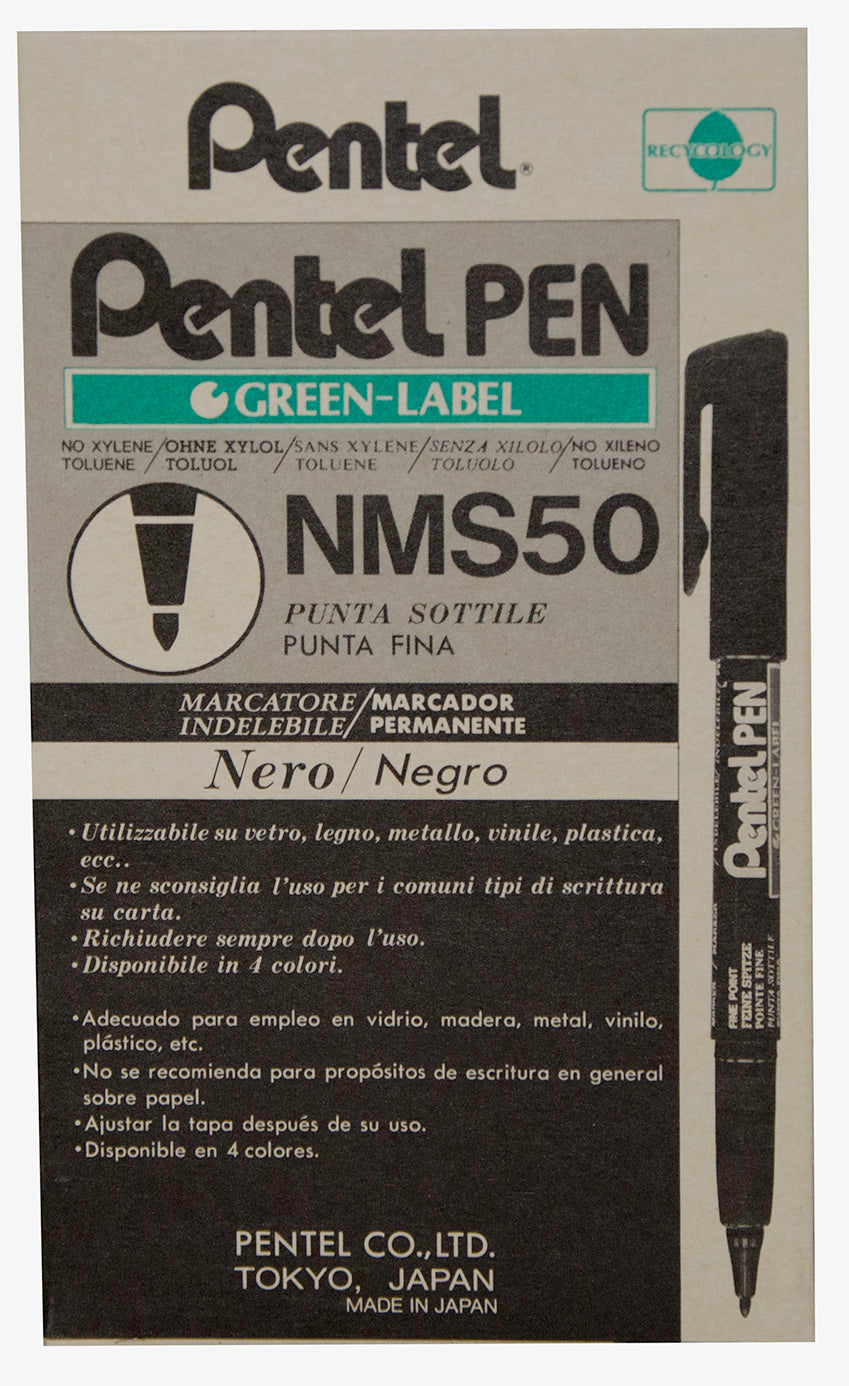 Pentel®
RECYCOLOGY
Pentel PEN
GREEN-LABEL
NO XYLENE/OHNE XYLOL/SANS XYLENE/SENZA XILOLO/NO XILENO
TOLUENE / TOLUOL / TOLUENE / TOLUOLO / TOLUENO
NMS50
PUNTA SOTTILE
PUNTA FINA
MARCATORE/MARCADOR
INDELEBILE/PERMANENTE
Nero/Negro
•Utilizzabile su vetro, legno, metallo, vinile, plastica,
ecc..
•Se ne sconsiglia l'uso per i comuni tipi di scrittura
su carta.
•Richiudere sempre dopo l'uso.
•Disponibile in 4 colori.
•Adecuado para empleo en vidrio, madera, metal, vinilo,
plástico, etc.
•No se recomienda para propósitos de escritura en general
sobre papel.
•Ajustar la tapa después de su uso.
•Disponible en 4 colores.
PENTEL CO.,LTD.
TOKYO, JAPAN
MADE IN JAPAN
Pentel PEN
GREEN-LABEL
FINE POINT
FEINE SPITZE
POINTE FINE
PUNTA SOTTILE